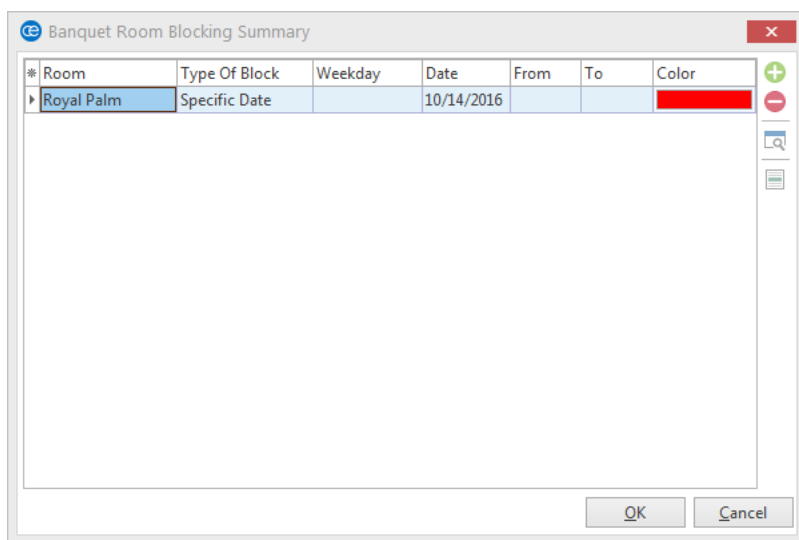 Banquet Room Blocking Summary
* Room Type Of Block Weekday Date From To Color
Royal Palm Specific Date 10/14/2016
OK Cancel